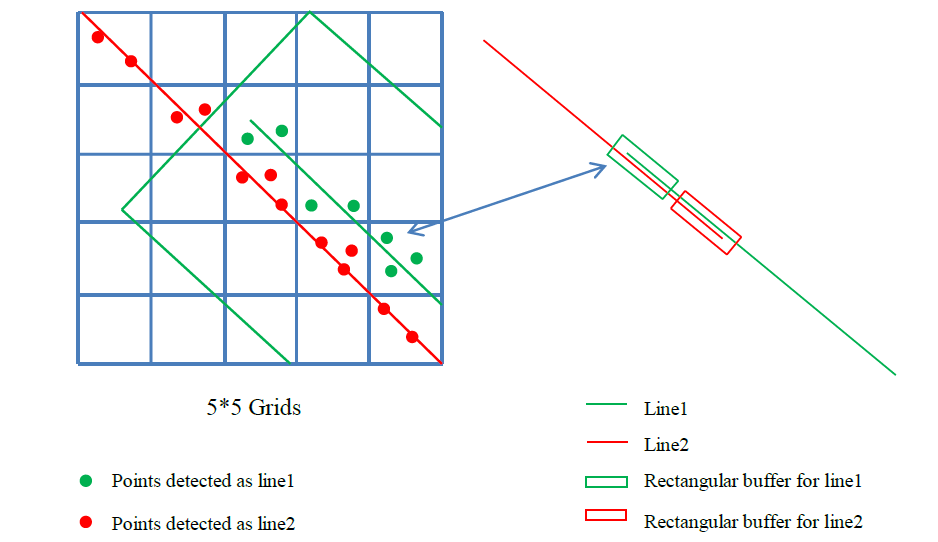 5*5 Grids
Points detected as line1
Points detected as line2
Line1
Line2
Rectangular buffer for line1
Rectangular buffer for line2